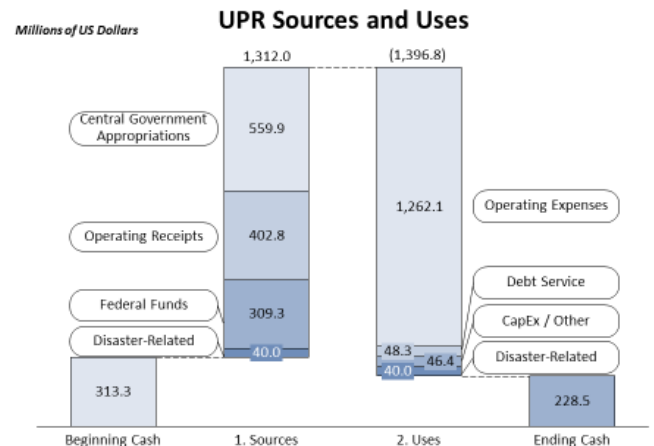 UPR Sources and Uses
Millions of US Dollars
1,312.0
(1,396.8)
Central Government
Appropriations
559.9
1,262.1
Operating Expenses
Operating Receipts
402.8
Debt Service
Federal Funds
309.3
CapEx / Other
Disaster-Related
40.0
48.3
46.4
Disaster-Related
40.0
313.3
228.5
Beginning Cash
1. Sources
2. Uses
Ending Cash